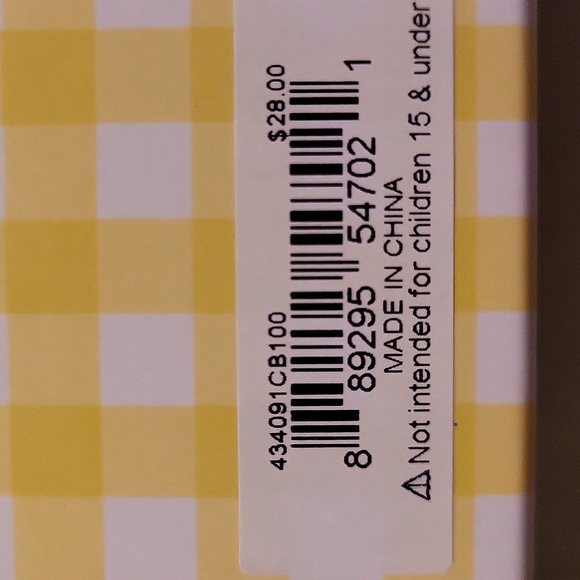 434091CB100 $28.00
8 89295 54702 1
MADE IN CHINA
⚠ Not intended for children 15 & under